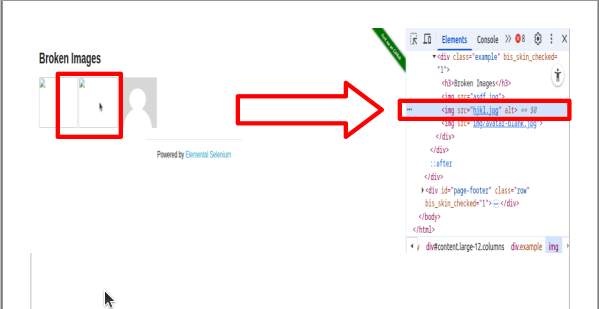 Broken Images
Powered by Elemental Selenium
Elements Console » 8
<div class="example" bis_skin_checked=
"1">
<h3>Broken Images</h3>
<img src="asdf.jpg">
<img src="hjkl.jpg" alt> == $0
<img src="img/avatar-blank.jpg">
</div>
</div>
::after
</div>
<div id="page-footer" class="row"
bis_skin_checked="1"> … </div>
</body>
</html>
div#content.large-12.columns div.example img